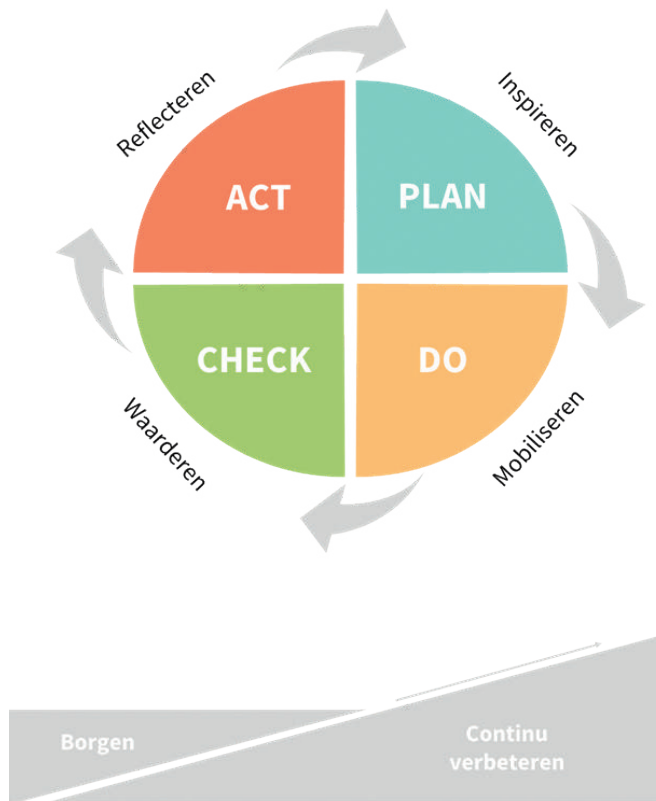 Reflecteren
Inspireren
ACT
PLAN
CHECK
DO
Waarderen
Mobiliseren
Borgen
Continu
verbeteren